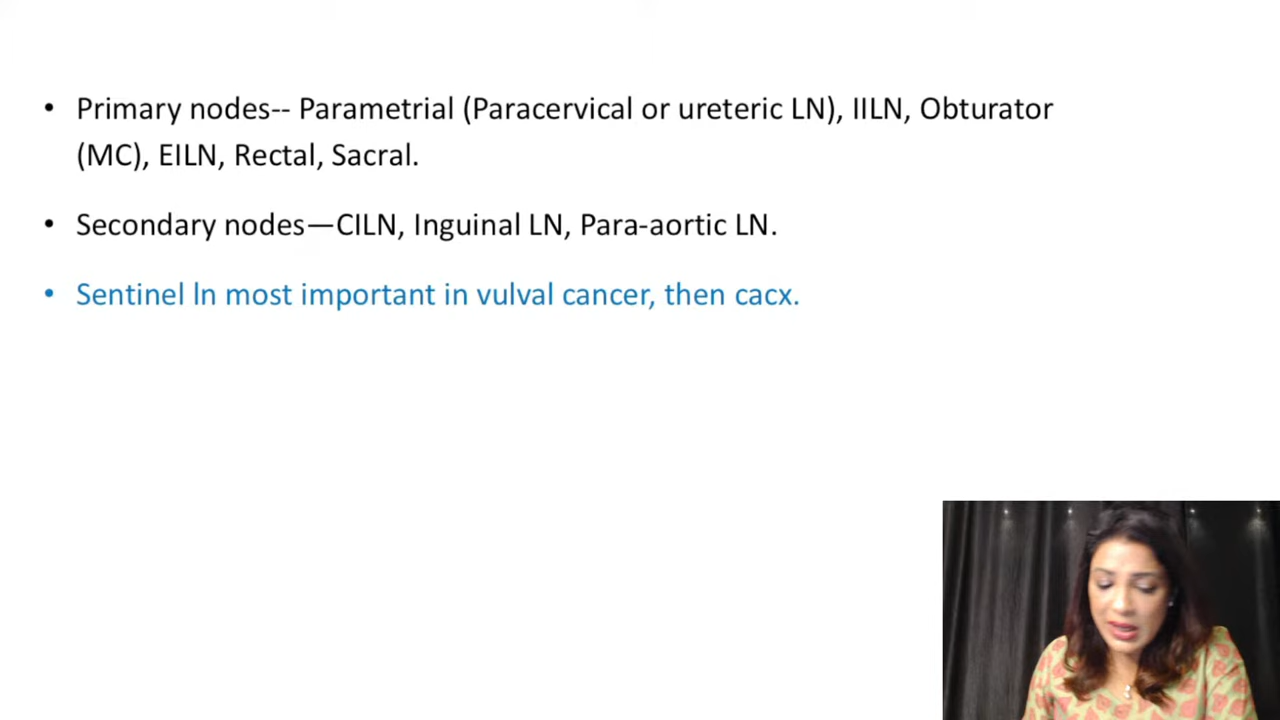 • Primary nodes-- Parametrial (Paracervical or ureteric LN), IILN, Obturator
(MC), EILN, Rectal, Sacral.
• Secondary nodes—CILN, Inguinal LN, Para-aortic LN.
• Sentinel ln most important in vulval cancer, then cacx.